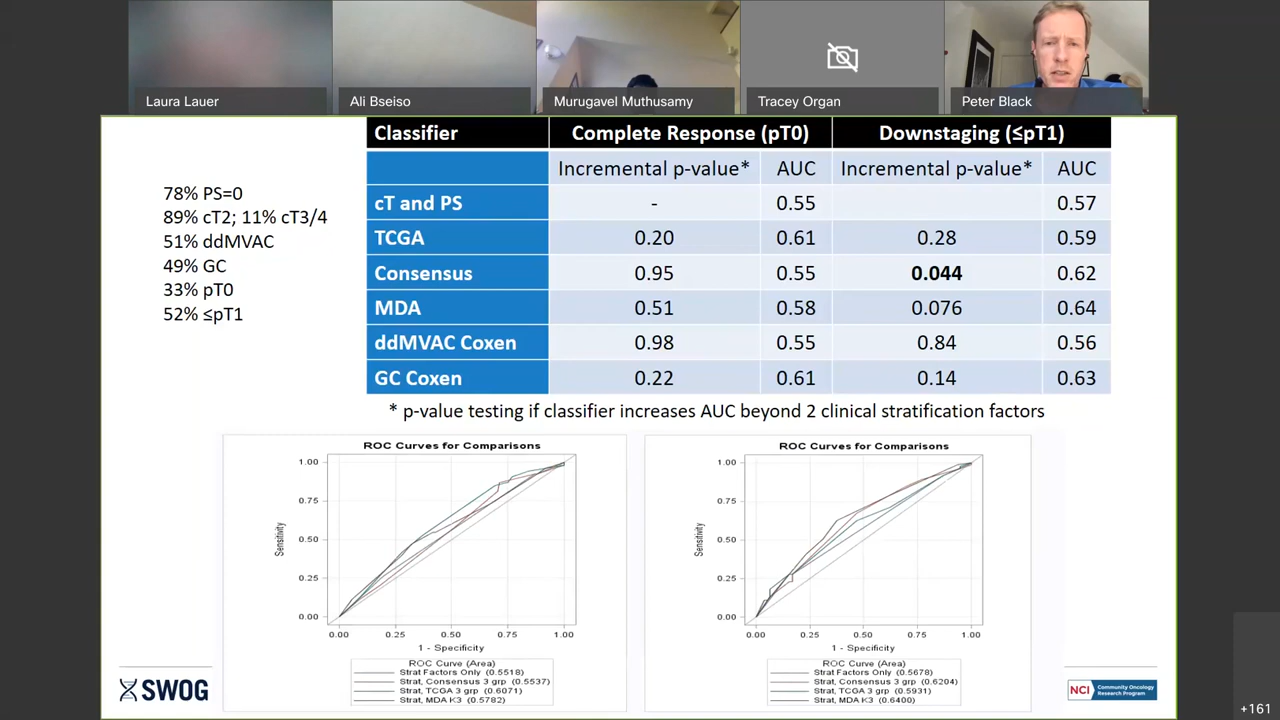 Laura Lauer
Ali Bseiso
Murugavel Muthusamy
Tracey Organ
Peter Black
78% PS=0
89% cT2; 11% cT3/4
51% ddMVAC
49% GC
33% pT0
52% ≤pT1
Classifier Complete Response (pT0) Downstaging (≤pT1)
Incremental p-value* AUC Incremental p-value* AUC
cT and PS - 0.55 0.57
TCGA 0.20 0.61 0.28 0.59
Consensus 0.95 0.55 0.044 0.62
MDA 0.51 0.58 0.076 0.64
ddMVAC Coxen 0.98 0.55 0.84 0.56
GC Coxen 0.22 0.61 0.14 0.63
* p-value testing if classifier increases AUC beyond 2 clinical stratification factors
ROC Curves for Comparisons
1.00
0.75
0.50
0.25
0.00
Sensitivity
0.00 0.25 0.50 0.75 1.00
1 - Specificity
ROC Curve (Area)
Strat Factors Only (0.5518)
Strat, Consensus 3 grp (0.5537)
Strat, TCGA 3 grp (0.6071)
Strat, MDA K3 (0.5782)
ROC Curves for Comparisons
1.00
0.75
0.50
0.25
0.00
Sensitivity
0.00 0.25 0.50 0.75 1.00
1 - Specificity
ROC Curve (Area)
Strat Factors Only (0.5678)
Strat, Consensus 3 grp (0.6204)
Strat, TCGA 3 grp (0.5931)
Strat, MDA K3 (0.6400)
SWOG
NCI Community Oncology
Research Program
+161